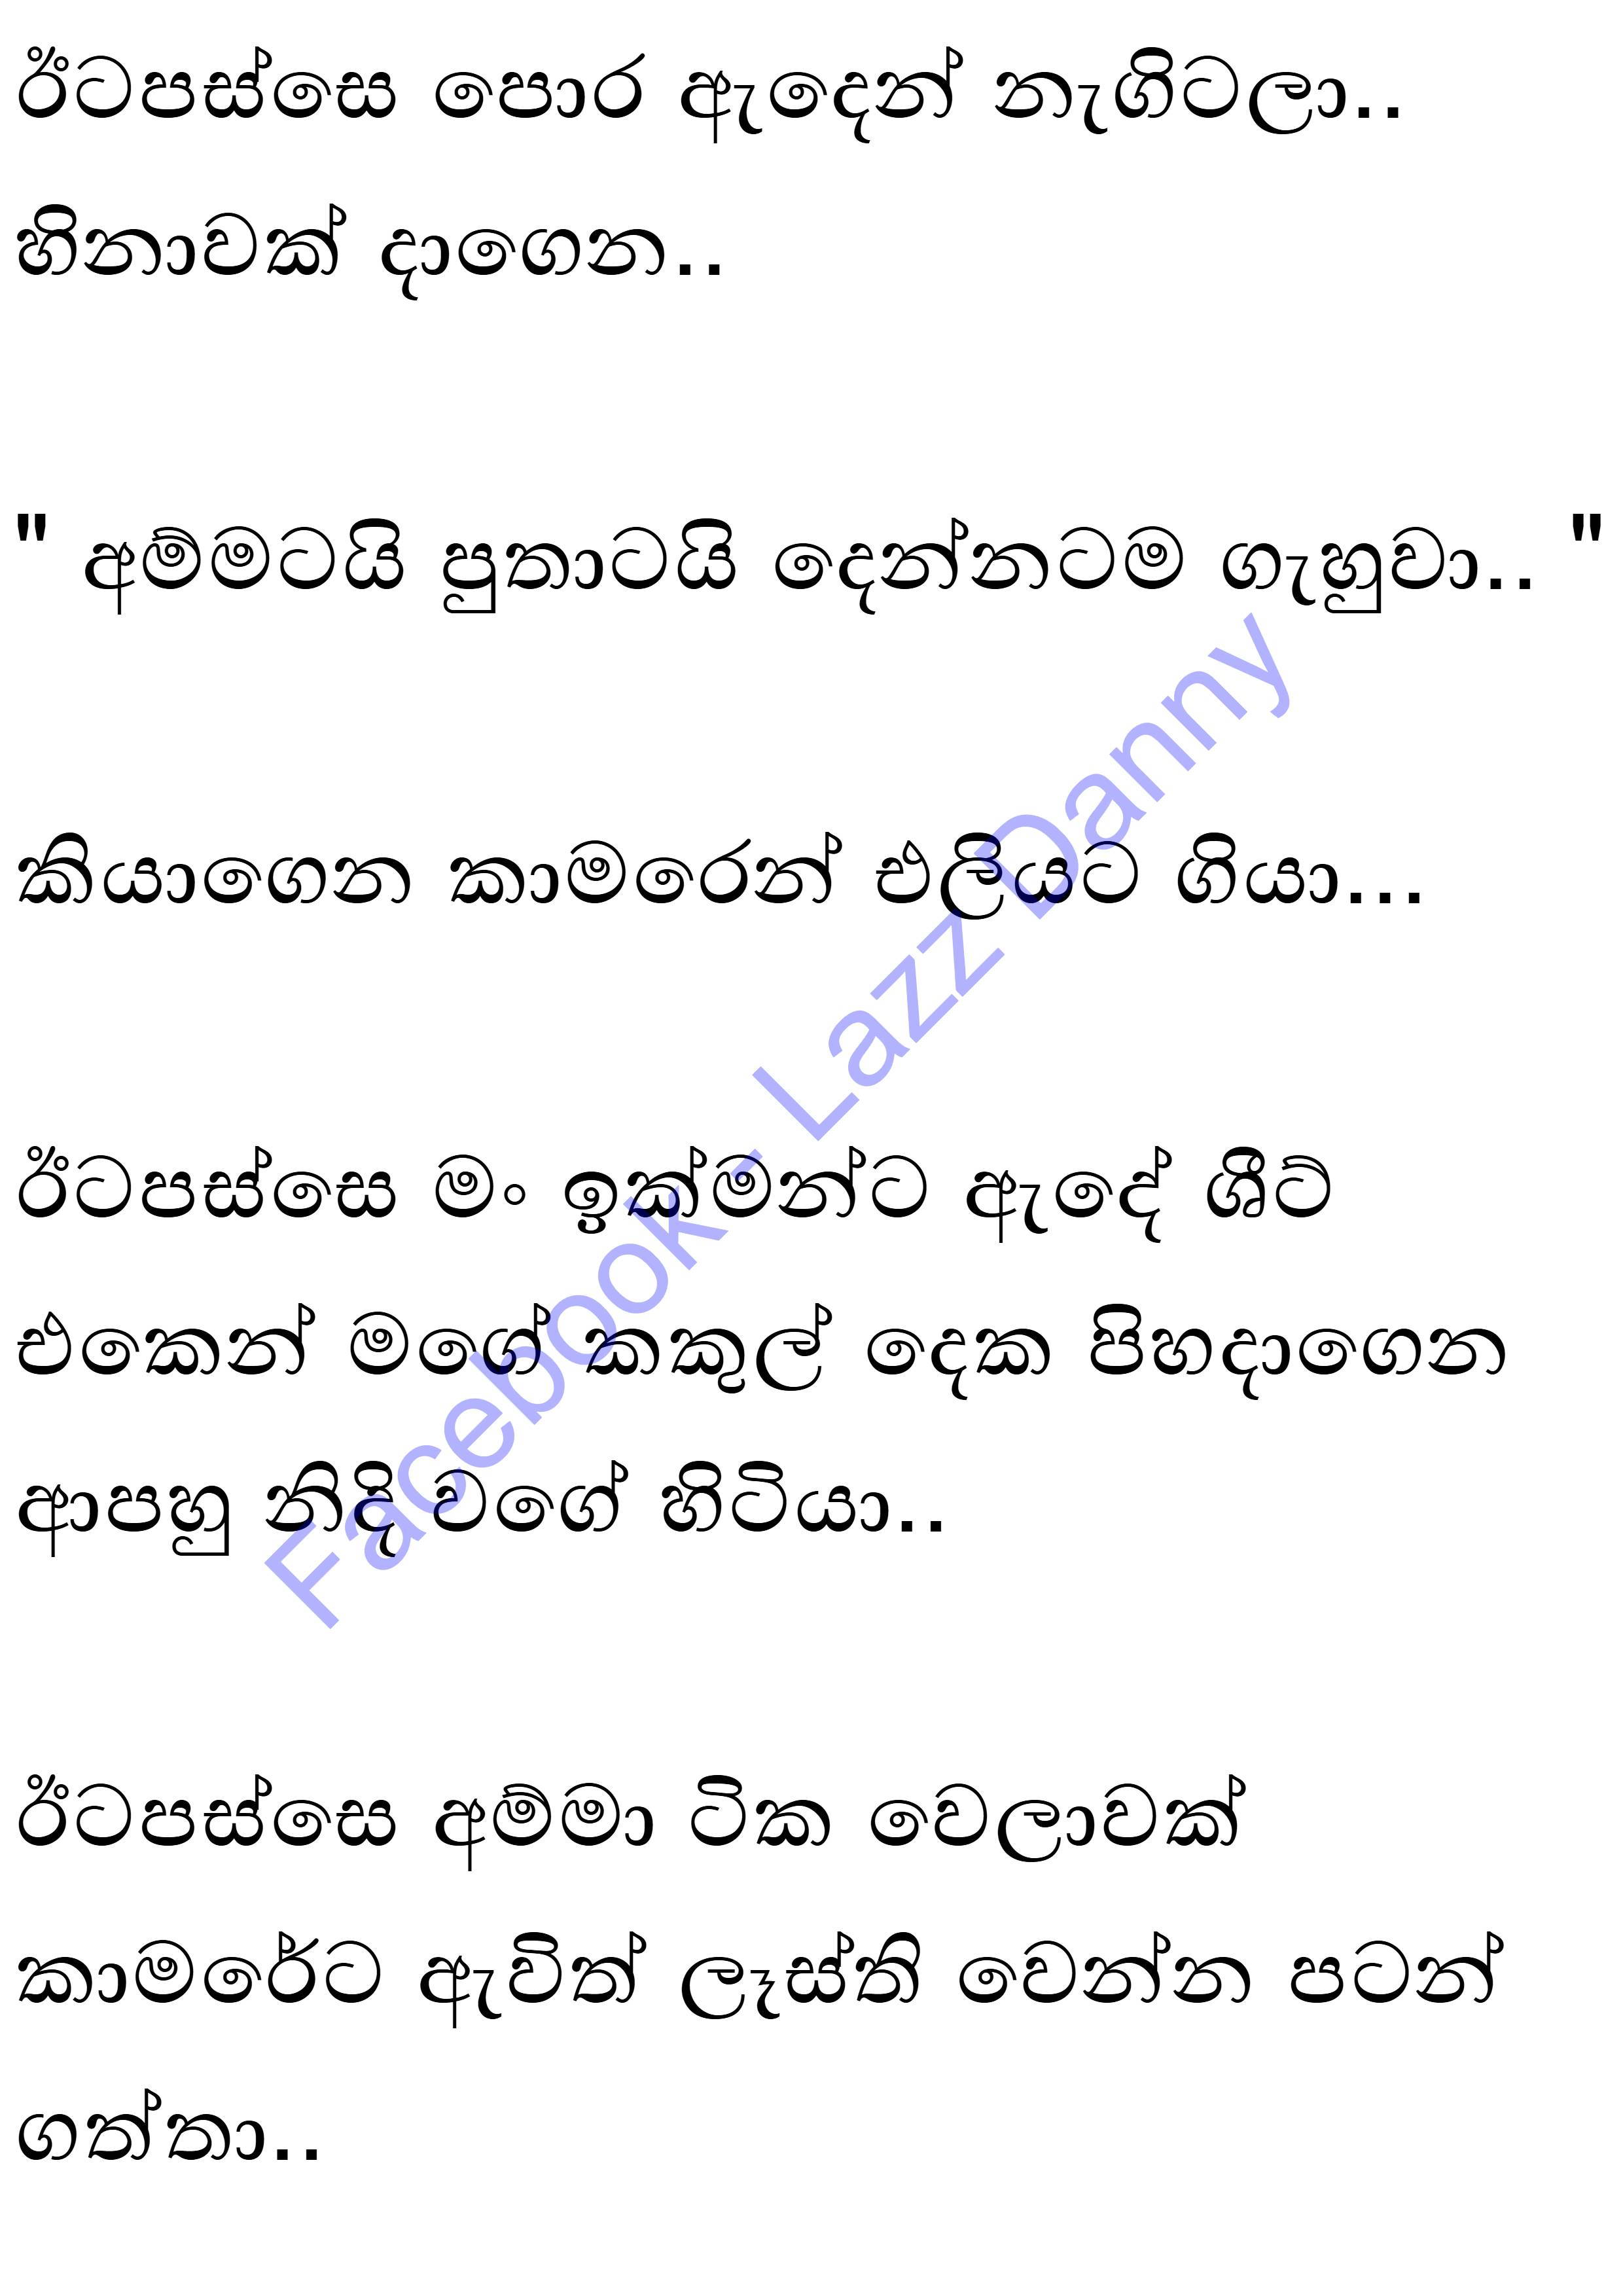 ඊටපස්සෙ පොර ඇඳෙන් නැගිටලා..
හිනාවක් දාගෙන..
" අම්මටයි පුතාටයි දෙන්නටම ගැහුවා.. "
කියාගෙන කාමරෙන් එලියට ගියා...
ඊටපස්සෙ මං ඉක්මන්ට ඇදේ ශීට්
එකෙන් මගේ කකුල් දෙක පිහදාගෙන
ආපහු නිදි වගේ හිටියා..
ඊටපස්සෙ අම්මා ටික වෙලාවක්
කාමරේට ඇවිත් ලෑස්ති වෙන්න පටන්
ගත්තා..
Facebook - Lazz Danny